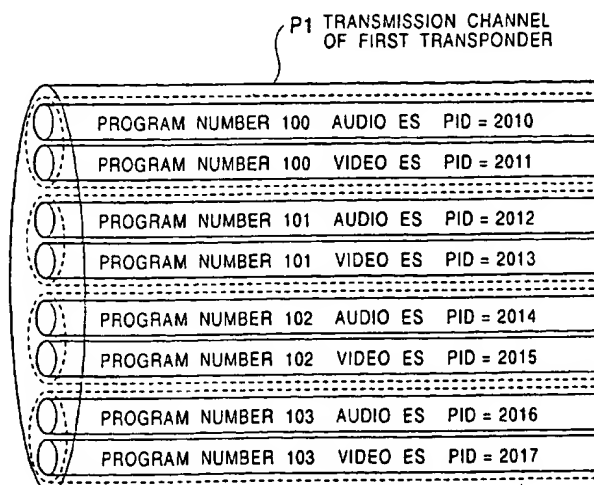 P1 TRANSMISSION CHANNEL
OF FIRST TRANSPONDER
PROGRAM NUMBER 100 AUDIO ES PID = 2010
PROGRAM NUMBER 100 VIDEO ES PID = 2011
PROGRAM NUMBER 101 AUDIO ES PID = 2012
PROGRAM NUMBER 101 VIDEO ES PID = 2013
PROGRAM NUMBER 102 AUDIO ES PID = 2014
PROGRAM NUMBER 102 VIDEO ES PID = 2015
PROGRAM NUMBER 103 AUDIO ES PID = 2016
PROGRAM NUMBER 103 VIDEO ES PID = 2017